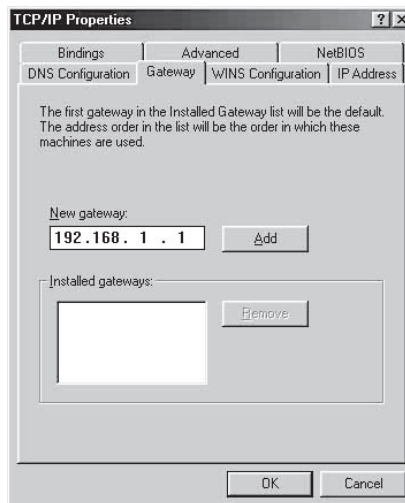 TCP/IP Properties
Bindings Advanced NetBIOS
DNS Configuration Gateway WINS Configuration IP Address
The first gateway in the Installed Gateway list will be the default.
The address order in the list will be the order in which these
machines are used.
New gateway:
192.168. 1 . 1 Add
Installed gateways:
Remove
OK Cancel